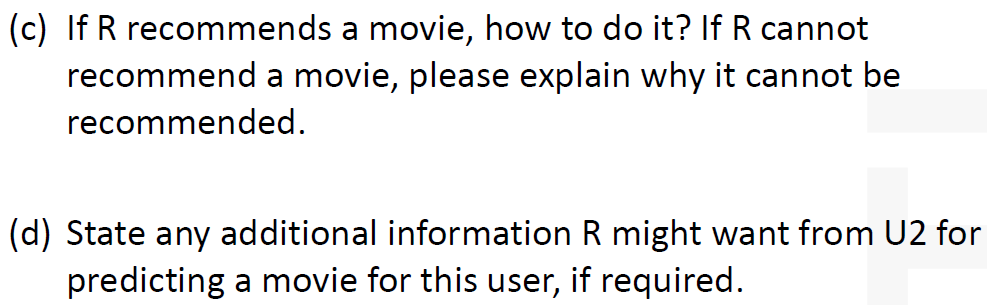 (c) If R recommends a movie, how to do it? If R cannot
recommend a movie, please explain why it cannot be
recommended.
(d) State any additional information R might want from U2 for
predicting a movie for this user, if required.